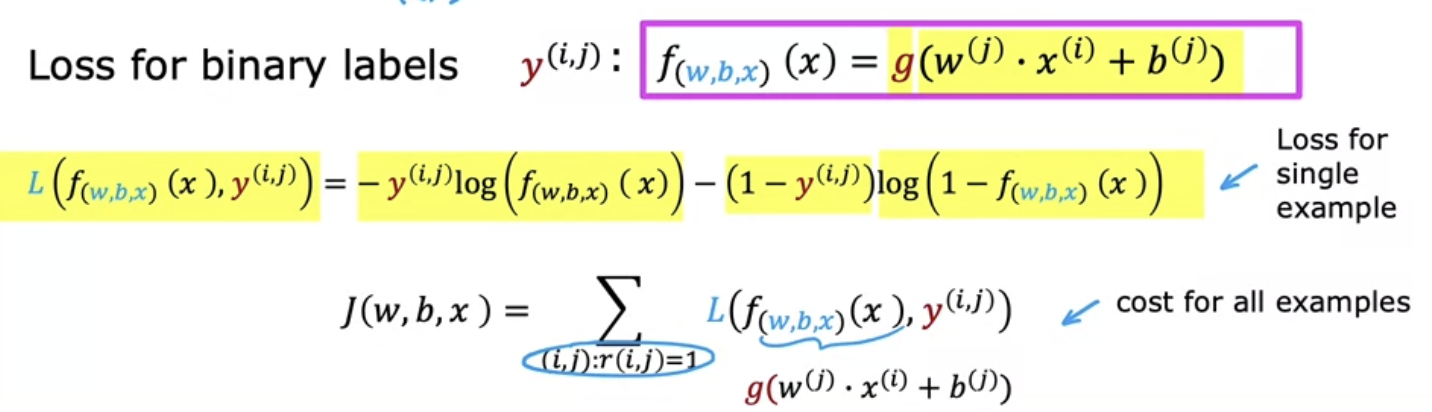 Loss for binary labels y^(i,j) : f_(w,b,x) (x) = g(w^(j) · x^(i) + b^(j))
L(f_(w,b,x) (x), y^(i,j)) = − y^(i,j) log(f_(w,b,x) (x)) − (1 − y^(i,j)) log(1 − f_(w,b,x) (x))
Loss for
single
example
J(w, b, x) = ∑_(i,j):r(i,j)=1 L(f_(w,b,x) (x), y^(i,j))
cost for all examples
g(w^(j) · x^(i) + b^(j))